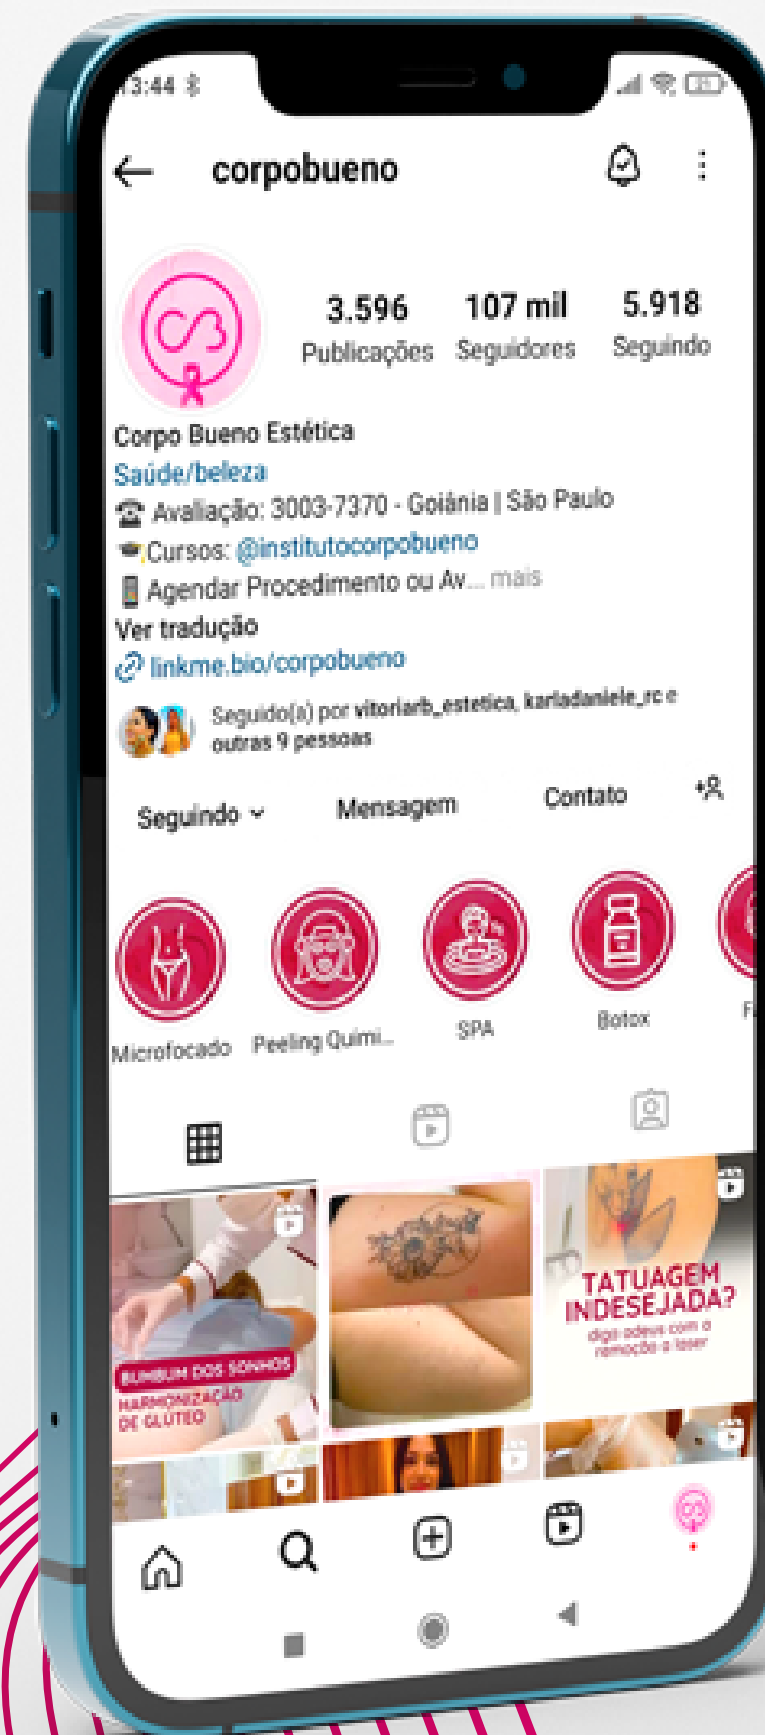 3:44
21
corpobueno
3.596 107 mil 5.918
Publicações Seguidores Seguindo
Corpo Bueno Estética
Saúde/beleza
Avaliação: 3003-7370 - Goiânia | São Paulo
Cursos: @institutocorpobueno
Agendar Procedimento ou Av... mais
Ver tradução
linkme.bio/corpobueno
Seguido(a) por vitoriarb_estetica, karladaniele_rc e
outras 9 pessoas
Seguindo Mensagem Contato
Microfocado Peeling Quími... SPA Botox
BUMBUM DOS SONHOS
HARMONIZAÇÃO
DE GLÚTEO
TATUAGEM
INDESEJADA?
diga adeus com a
remoção a laser